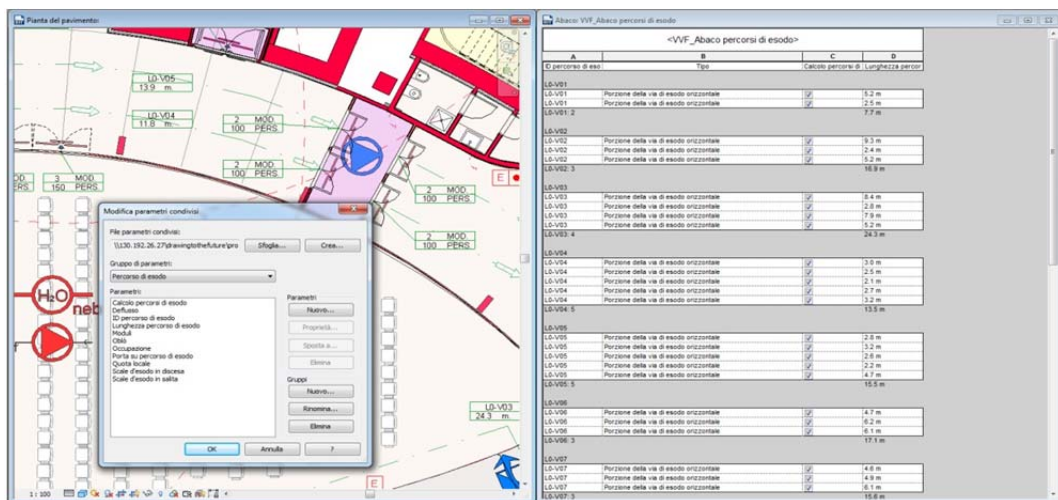 Pianta del pavimento:
L0-V05
13.9 m.
L0-V04
11.8 m.
2 MOD.
100 PERS.
2 MOD.
100 PERS.
2 MOD.
100 PERS.
2 MOD.
100 PERS.
3 MOD.
150 PERS.
E
H₂O
neb
L0-V03
24.3 m.
E
1 : 100
Modifica parametri condivisi
File parametri condivisi:
\\130.192.26.27\drawingtothefuture\pro
Sfoglia...
Crea...
Gruppo di parametri:
Percorso di esodo
Parametri:
Calcolo percorsi di esodo
Deflusso
ID percorso di esodo
Lunghezza percorso di esodo
Moduli
Oblò
Occupazione
Porta su percorso di esodo
Quota locale
Scale d'esodo in discesa
Scale d'esodo in salita
Parametri
Nuovo...
Proprietà...
Sposta a...
Elimina
Gruppi
Nuovo...
Rinomina...
Elimina
OK
Annulla
?
Abaco: VVF_Abaco percorsi di esodo
<VVF_Abaco percorsi di esodo>
A B C D
ID percorso di eso Tipo Calcolo percorsi di Lunghezza percor
L0-V01
L0-V01 Porzione della via di esodo orizzontale 5.2 m
L0-V01 Porzione della via di esodo orizzontale 2.5 m
L0-V01: 2 7.7 m
L0-V02
L0-V02 Porzione della via di esodo orizzontale 9.3 m
L0-V02 Porzione della via di esodo orizzontale 2.4 m
L0-V02 Porzione della via di esodo orizzontale 5.2 m
L0-V02: 3 16.9 m
L0-V03
L0-V03 Porzione della via di esodo orizzontale 8.4 m
L0-V03 Porzione della via di esodo orizzontale 2.8 m
L0-V03 Porzione della via di esodo orizzontale 7.9 m
L0-V03 Porzione della via di esodo orizzontale 5.2 m
L0-V03: 4 24.3 m
L0-V04
L0-V04 Porzione della via di esodo orizzontale 3.0 m
L0-V04 Porzione della via di esodo orizzontale 2.5 m
L0-V04 Porzione della via di esodo orizzontale 2.1 m
L0-V04 Porzione della via di esodo orizzontale 2.7 m
L0-V04 Porzione della via di esodo orizzontale 3.2 m
L0-V04: 5 13.5 m
L0-V05
L0-V05 Porzione della via di esodo orizzontale 2.8 m
L0-V05 Porzione della via di esodo orizzontale 3.2 m
L0-V05 Porzione della via di esodo orizzontale 2.6 m
L0-V05 Porzione della via di esodo orizzontale 2.2 m
L0-V05 Porzione della via di esodo orizzontale 4.7 m
L0-V05: 5 15.5 m
L0-V06
L0-V06 Porzione della via di esodo orizzontale 4.7 m
L0-V06 Porzione della via di esodo orizzontale 6.2 m
L0-V06 Porzione della via di esodo orizzontale 6.1 m
L0-V06: 3 17.1 m
L0-V07
L0-V07 Porzione della via di esodo orizzontale 4.6 m
L0-V07 Porzione della via di esodo orizzontale 4.9 m
L0-V07 Porzione della via di esodo orizzontale 6.1 m
L0-V07: 3 15.6 m